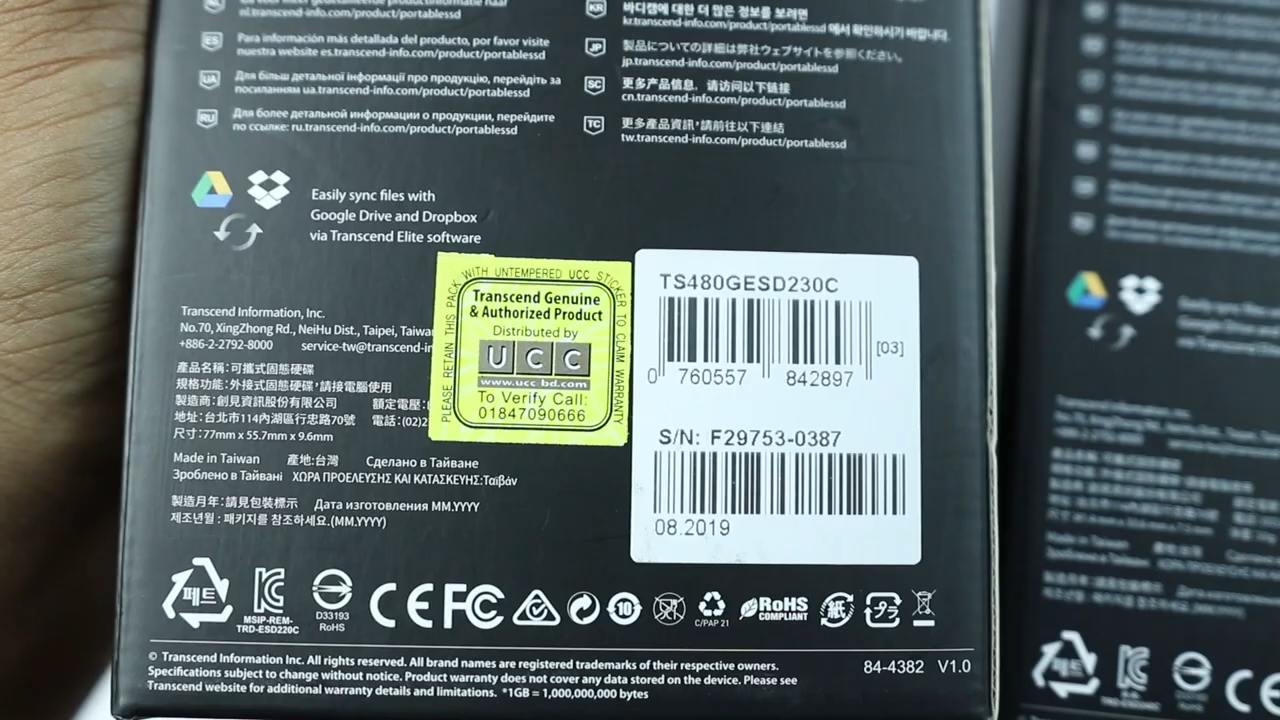 nl.transcend-info.com/product/portablessd
ES
Para información más detallada del producto, por favor visite
nuestra website es.transcend-info.com/product/portablessd
UA
Для більш детальної інформації про продукцію, перейдіть за
посиланням ua.transcend-info.com/product/portablessd
RU
Для более детальной информации о продукции, перейдите
по ссылке: ru.transcend-info.com/product/portablessd
KR
바디캠에 대한 더 많은 정보를 보려면
kr.transcend-info.com/product/portablessd 에서 확인하시기 바랍니다.
JP
製品についての詳細は弊社ウェブサイトを参照ください。
jp.transcend-info.com/product/portablessd
SC
更多产品信息，请访问以下链接
cn.transcend-info.com/product/portablessd
TC
更多產品資訊，請前往以下連結
tw.transcend-info.com/product/portablessd
Easily sync files with
Google Drive and Dropbox
via Transcend Elite software
Transcend Information, Inc.
No.70, XingZhong Rd., NeiHu Dist., Taipei, Taiwan
+886-2-2792-8000 service-tw@transcend-in
產品名稱：可攜式固態硬碟
規格功能：外接式固態硬碟，請接電腦使用
製造商：創見資訊股份有限公司 額定電壓：
地址：台北市114內湖區行忠路70號 電話：(02)2
尺寸：77mm x 55.7mm x 9.6mm
Made in Taiwan 產地：台灣 Сделано в Тайване
Зроблено в Тайвані ΧΩΡΑ ΠΡΟΕΛΕΥΣΗΣ ΚΑΙ ΚΑΤΑΣΚΕΥΗΣ:Ταϊβάν
製造月年：請見包裝標示 Дата изготовления MM.YYYY
제조년월 : 패키지를 참조하세요.(MM.YYYY)
PLEASE RETAIN THIS PACK WITH UNTEMPERED UCC STICKER TO CLAIM WARRANTY
Transcend Genuine
& Authorized Product
Distributed by
UCC
www.ucc-bd.com
To Verify Call:
01847090666
TS480GESD230C
[03]
0 760557 842897
S/N: F29753-0387
08.2019
페트
MSIP-REM-
TRD-ESD220C
D33193
RoHS
CE FC
10
C/PAP 21
RoHS
COMPLIANT
紙
プラ
© Transcend Information Inc. All rights reserved. All brand names are registered trademarks of their respective owners.
Specifications subject to change without notice. Product warranty does not cover any data stored on the device. Please see
Transcend website for additional warranty details and limitations. *1GB = 1,000,000,000 bytes
84-4382 V1.0
Made in Taiwan
페트
CE